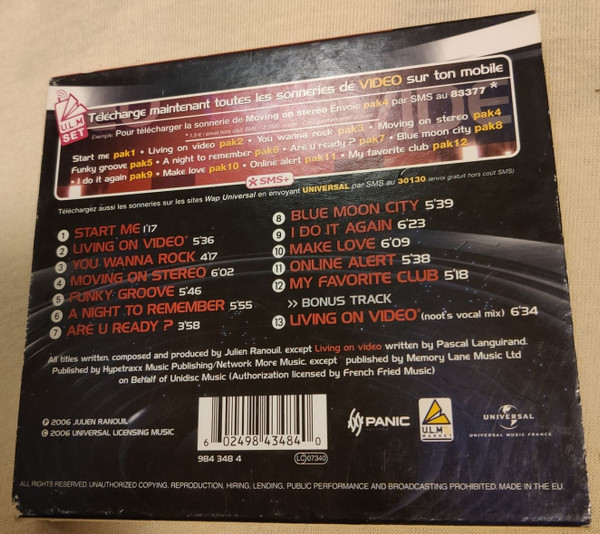 Télécharge maintenant toutes les sonneries de VIDEO sur ton mobile
Exemple: Pour télécharger la sonnerie de Moving on stereo Envoie pak4 par SMS au 83377 *
Start me pak1 • Living on video pak2 • You wanna rock pak3 • Moving on stereo pak4
Funky groove pak5 • A night to remember pak6 • Are u ready ? pak7 • Blue moon city pak8
• I do it again pak9 • Make love pak10 • Online alert pak11 • My favorite club pak12
U.L.M
SET
SMS+
Téléchargez aussi les sonneries sur les sites Wap Universal en envoyant UNIVERSAL par SMS au 30130 (envoi gratuit hors coût SMS)
1 START ME 1'17
2 LIVING ON VIDEO* 5'36
3 YOU WANNA ROCK 4'17
4 MOVING ON STEREO 6'02
5 FUNKY GROOVE 5'46
6 A NIGHT TO REMEMBER 5'55
7 ARE U READY ? 3'58
8 BLUE MOON CITY 5'39
9 I DO IT AGAIN 6'23
10 MAKE LOVE 6'09
11 ONLINE ALERT 5'38
12 MY FAVORITE CLUB 5'18
>> BONUS TRACK
13 LIVING ON VIDEO* (noot's vocal mix) 6'34
All titles written, composed and produced by Julien Ranouil, except Living on video written by Pascal Languirand.
Published by Hypetraxx Music Publishing/Network More Music, except * published by Memory Lane Music Ltd
on Behalf of Unidisc Music (Authorization licensed by French Fried Music)
℗ 2006 JULIEN RANOUIL
© 2006 UNIVERSAL LICENSING MUSIC
6 02498 43484 0
984 348 4
LC 07340
PANIC
RECORDS
U.L.M
MARKET
UNIVERSAL
UNIVERSAL MUSIC FRANCE
ALL RIGHTS RESERVED. UNAUTHORIZED COPYING, REPRODUCTION, HIRING, LENDING, PUBLIC PERFORMANCE AND BROADCASTING PROHIBITED. MADE IN THE EU.